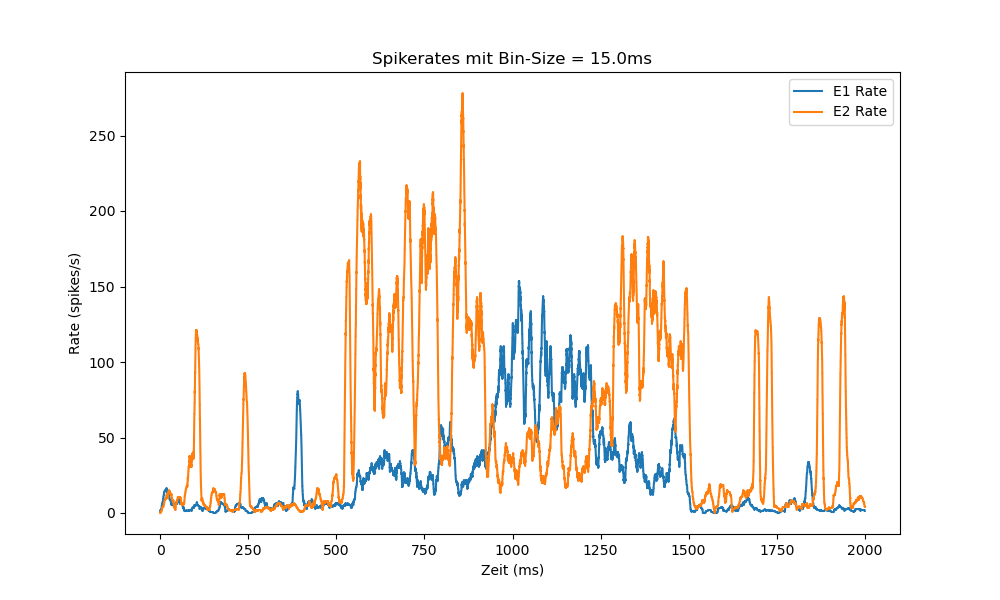 Spikerates mit Bin-Size = 15.0ms
E1 Rate
E2 Rate
250
200
150
100
50
0
Rate (spikes/s)
0 250 500 750 1000 1250 1500 1750 2000
Zeit (ms)